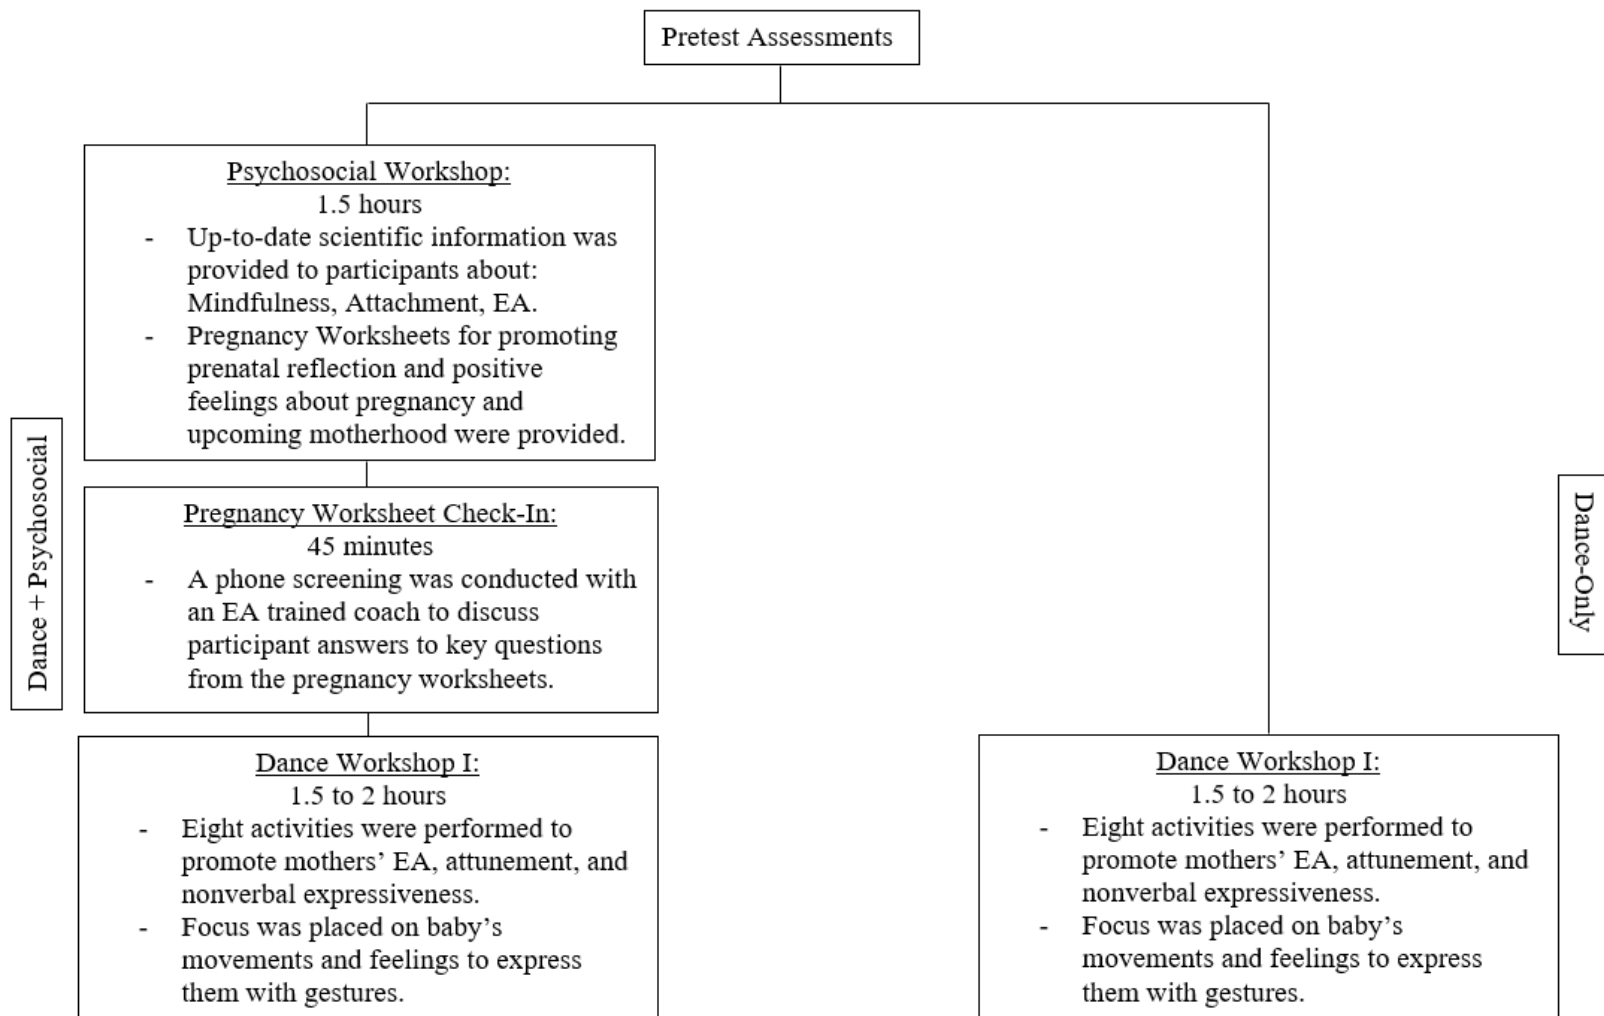 Pretest Assessments
Psychosocial Workshop:
1.5 hours
- Up-to-date scientific information was
provided to participants about:
Mindfulness, Attachment, EA.
- Pregnancy Worksheets for promoting
prenatal reflection and positive
feelings about pregnancy and
upcoming motherhood were provided.
Dance + Psychosocial
Pregnancy Worksheet Check-In:
45 minutes
- A phone screening was conducted with
an EA trained coach to discuss
participant answers to key questions
from the pregnancy worksheets.
Dance-Only
Dance Workshop I:
1.5 to 2 hours
- Eight activities were performed to
promote mothers’ EA, attunement, and
nonverbal expressiveness.
- Focus was placed on baby’s
movements and feelings to express
them with gestures.
Dance Workshop I:
1.5 to 2 hours
- Eight activities were performed to
promote mothers’ EA, attunement, and
nonverbal expressiveness.
- Focus was placed on baby’s
movements and feelings to express
them with gestures.